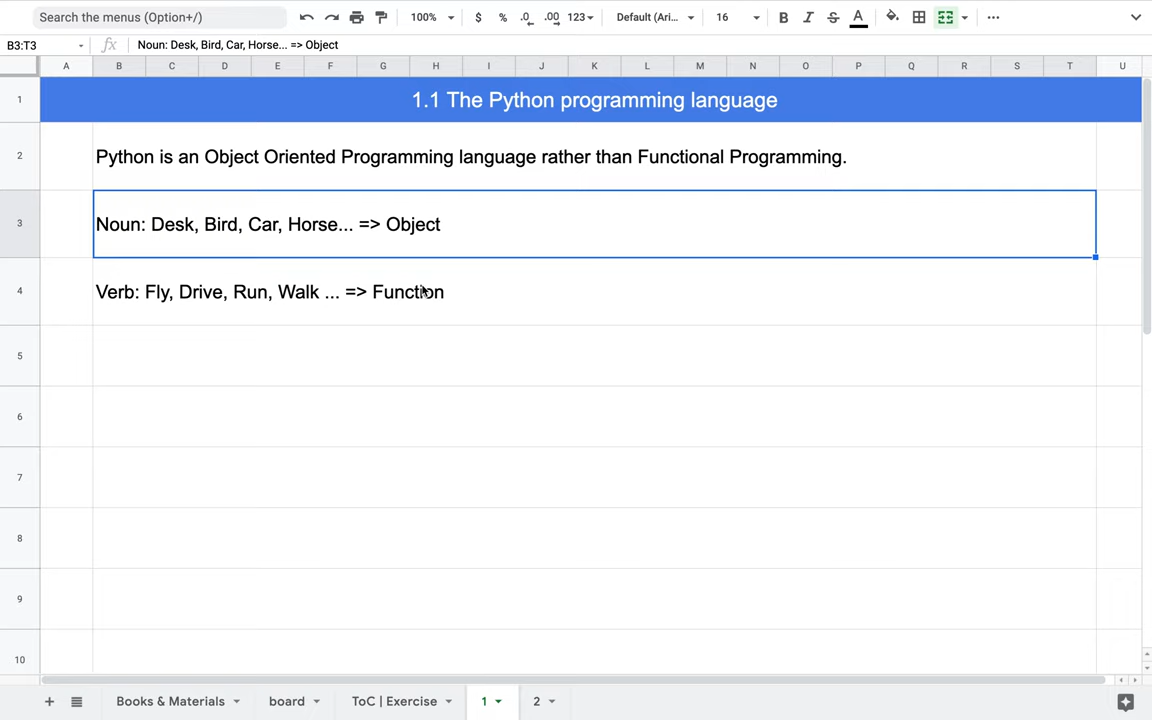 Search the menus (Option+/)
100%
$
%
.0
.00
123
Default (Ari...
16
B
I
S
A
B3:T3
fx
Noun: Desk, Bird, Car, Horse... => Object
A B C D E F G H I J K L M N O P Q R S T U
1
1.1 The Python programming language
2
Python is an Object Oriented Programming language rather than Functional Programming.
3
Noun: Desk, Bird, Car, Horse... => Object
4
Verb: Fly, Drive, Run, Walk ... => Function
5
6
7
8
9
10
Books & Materials
board
ToC | Exercise
1
2